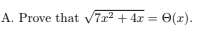 A. Prove that √7x² + 4x = Θ(x).